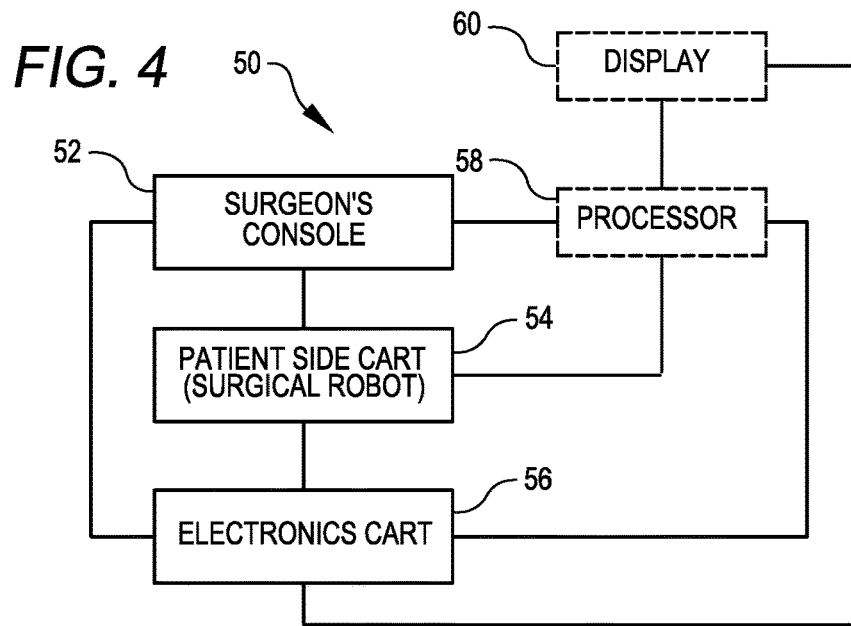 FIG. 4
60
DISPLAY
50
52
58
SURGEON'S
CONSOLE
PROCESSOR
54
PATIENT SIDE CART
(SURGICAL ROBOT)
56
ELECTRONICS CART